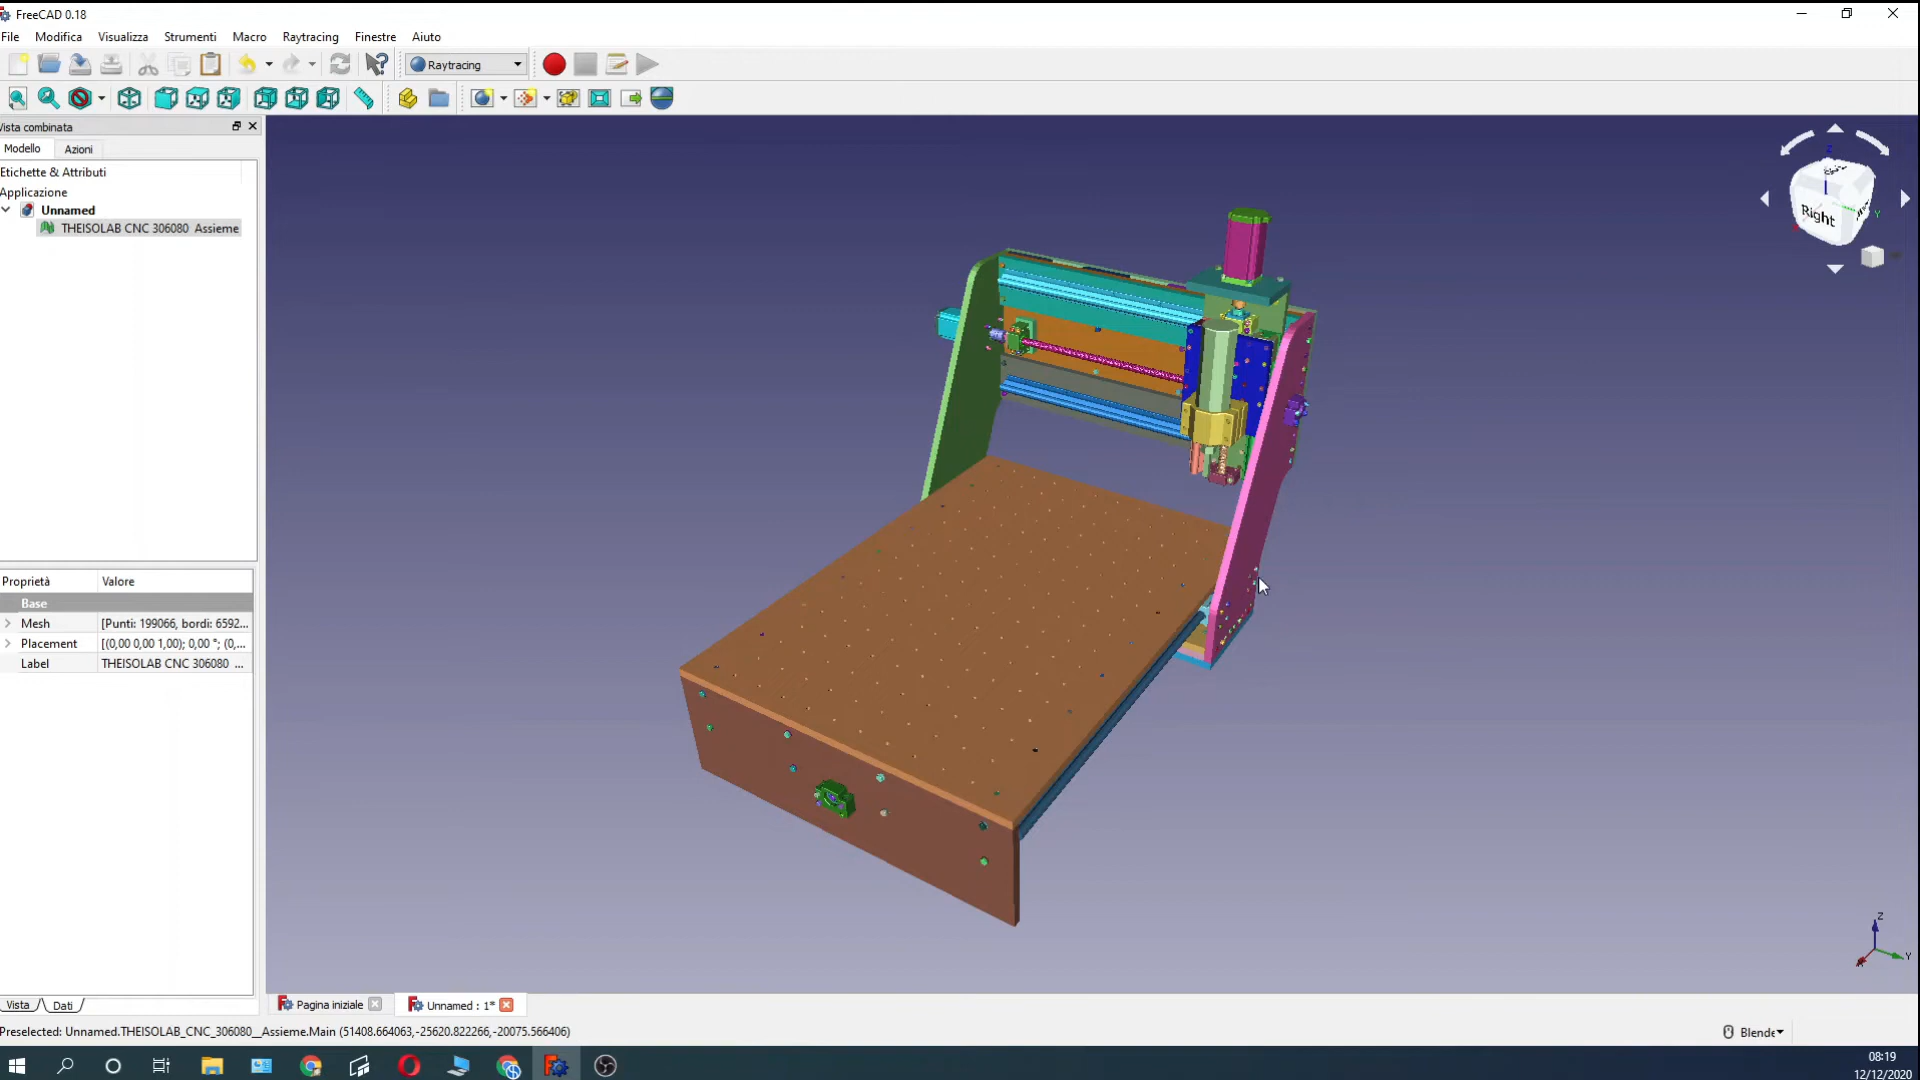 FreeCAD 0.18
File Modifica Visualizza Strumenti Macro Raytracing Finestre Aiuto
Raytracing
Vista combinata
Modello Azioni
Etichette & Attributi
Applicazione
Unnamed
THEISOLAB CNC 306080 Assieme
Proprietà Valore
Base
Mesh [Punti: 199066, bordi: 6592...
Placement [(0,00 0,00 1,00); 0,00 °; (0,...
Label THEISOLAB CNC 306080 ...
Vista Dati
Right
Z
Y
Z
Y
Pagina iniziale Unnamed : 1*
Preselected: Unnamed.THEISOLAB_CNC_306080__Assieme.Main (51408.664063,-25620.822266,-20075.566406)
Blende
08:19
12/12/2020